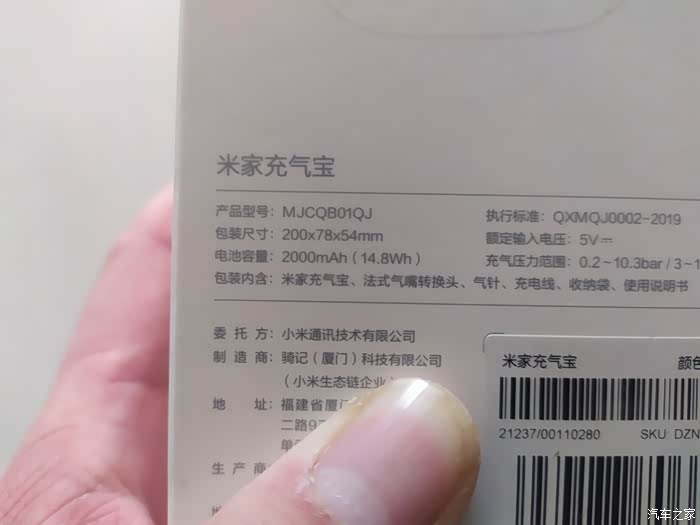 米家充气宝
产品型号：MJCQB01QJ
执行标准：QXMQJ0002-2019
包装尺寸：200x78x54mm
额定输入电压：5V⎓
电池容量：2000mAh（14.8Wh）
充气压力范围：0.2~10.3bar / 3~1
包装内含：米家充气宝、法式气嘴转换头、气针、充电线、收纳袋、使用说明书
委 托 方：小米通讯技术有限公司
制 造 商：骑记（厦门）科技有限公司
（小米生态链企业）
地 址：福建省厦门
二路9
单
生 产 商
米家充气宝 颜色
21237/00110280 SKU: DZN
汽车之家